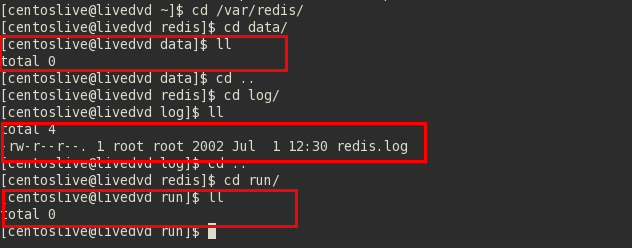 [centoslive@livedvd ~]$ cd /var/redis/
[centoslive@livedvd redis]$ cd data/
[centoslive@livedvd data]$ ll
total 0
[centoslive@livedvd data]$ cd ..
[centoslive@livedvd redis]$ cd log/
[centoslive@livedvd log]$ ll
total 4
-rw-r--r--. 1 root root 2002 Jul  1 12:30 redis.log
[centoslive@livedvd log]$ cd ..
[centoslive@livedvd redis]$ cd run/
[centoslive@livedvd run]$ ll
total 0
[centoslive@livedvd run]$